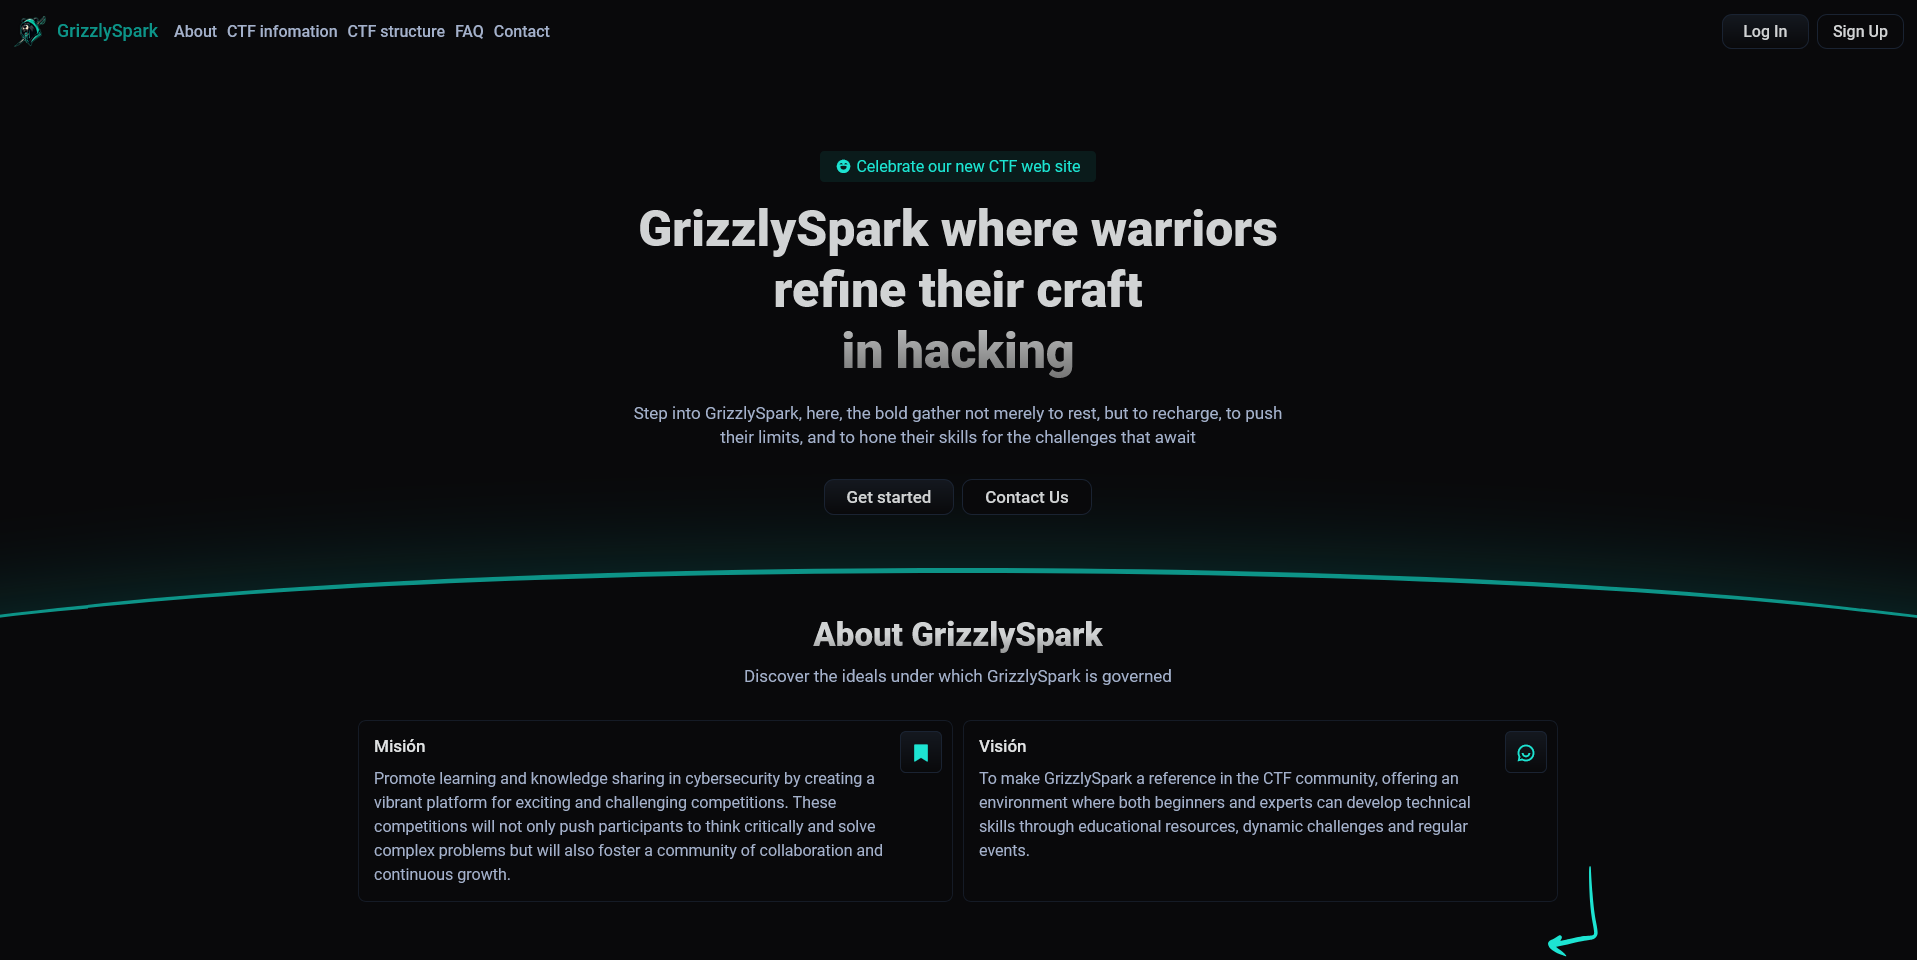 GrizzlySpark About CTF infomation CTF structure FAQ Contact Log In Sign Up
Celebrate our new CTF web site
GrizzlySpark where warriors
refine their craft
in hacking
Step into GrizzlySpark, here, the bold gather not merely to rest, but to recharge, to push
their limits, and to hone their skills for the challenges that await
Get started Contact Us
About GrizzlySpark
Discover the ideals under which GrizzlySpark is governed
Misión
Promote learning and knowledge sharing in cybersecurity by creating a
vibrant platform for exciting and challenging competitions. These
competitions will not only push participants to think critically and solve
complex problems but will also foster a community of collaboration and
continuous growth.
Visión
To make GrizzlySpark a reference in the CTF community, offering an
environment where both beginners and experts can develop technical
skills through educational resources, dynamic challenges and regular
events.